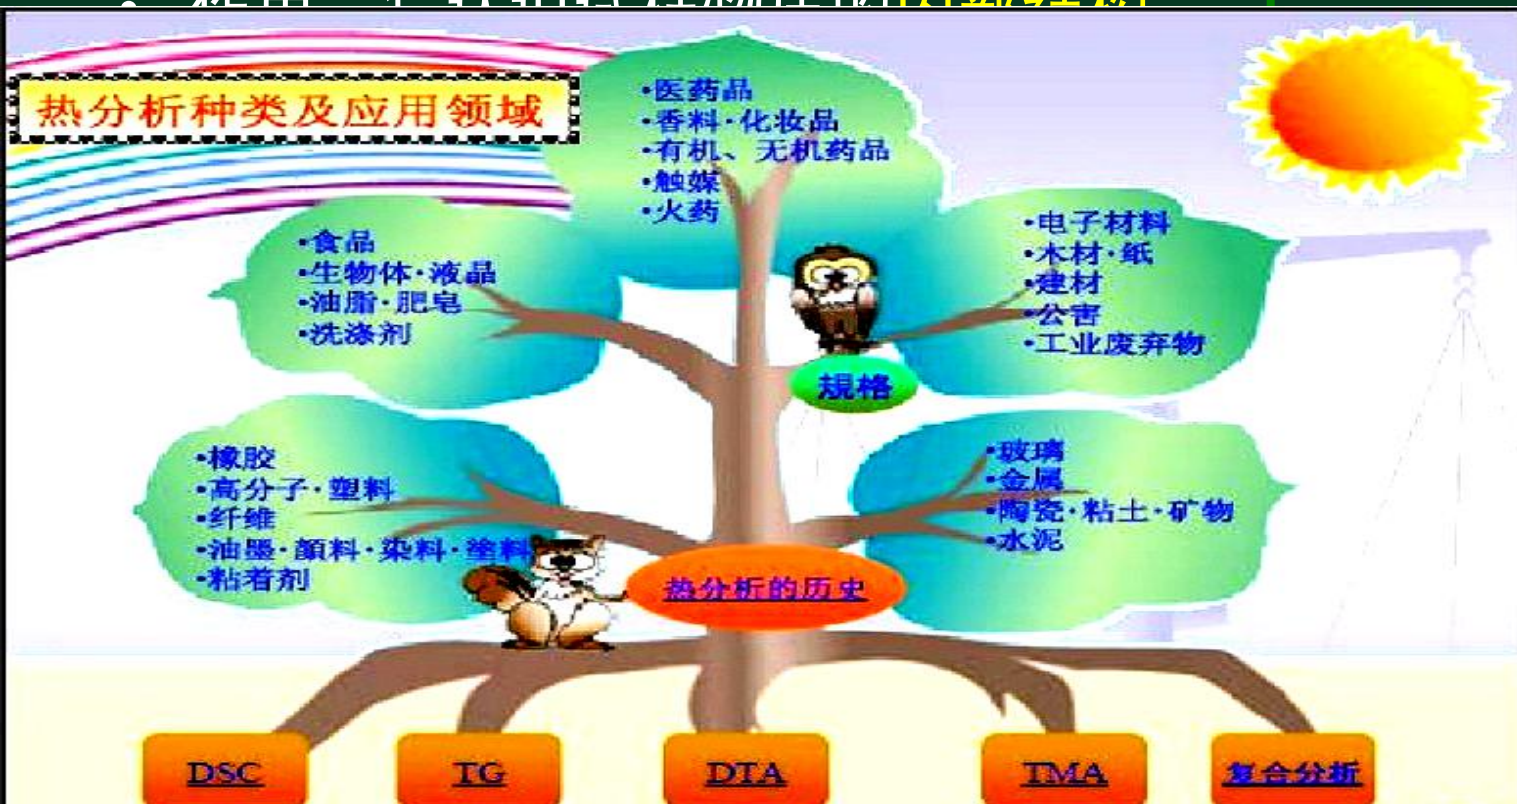 热分析种类及应用领域
·医药品
·香料·化妆品
·有机、无机药品
·触媒
·火药
·食品
·生物体·液晶
·油脂·肥皂
·洗涤剂
·电子材料
·木材·纸
·建材
·公害
·工业废弃物
規格
·橡胶
·高分子·塑料
·纤维
·油墨·顔料·染料·塗料
·粘着剂
·玻璃
·金属
·陶瓷·粘土·矿物
·水泥
热分析的历史
DSC
TG
DTA
TMA
复合分析